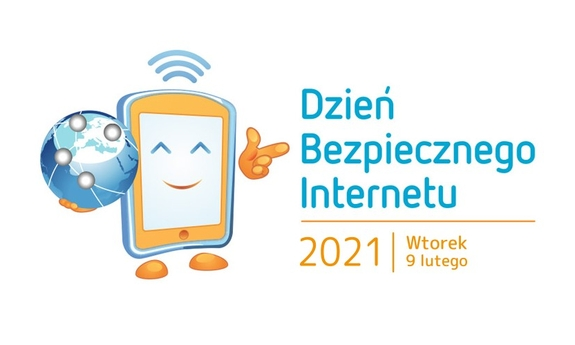 Dzień
Bezpiecznego
Internetu
2021
Wtorek
9 lutego